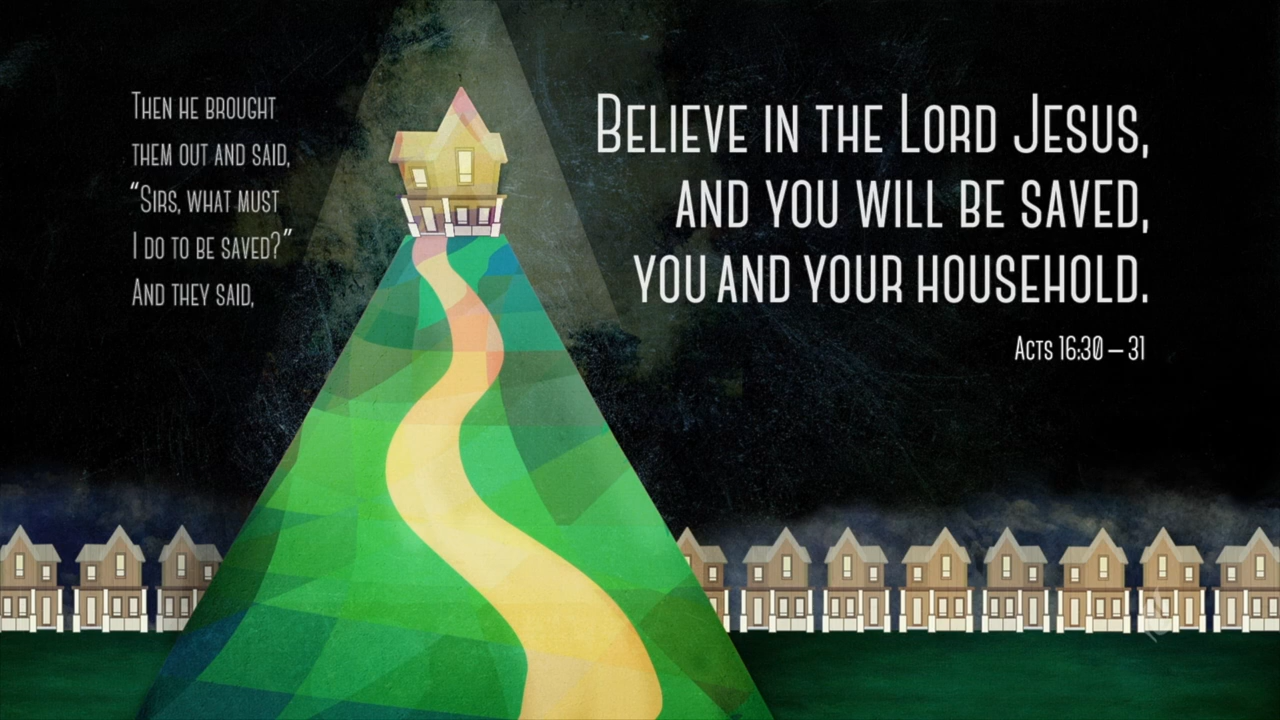 Then he brought
them out and said,
“Sirs, what must
I do to be saved?”
And they said,
Believe in the Lord Jesus,
and you will be saved,
you and your household.
Acts 16:30 – 31